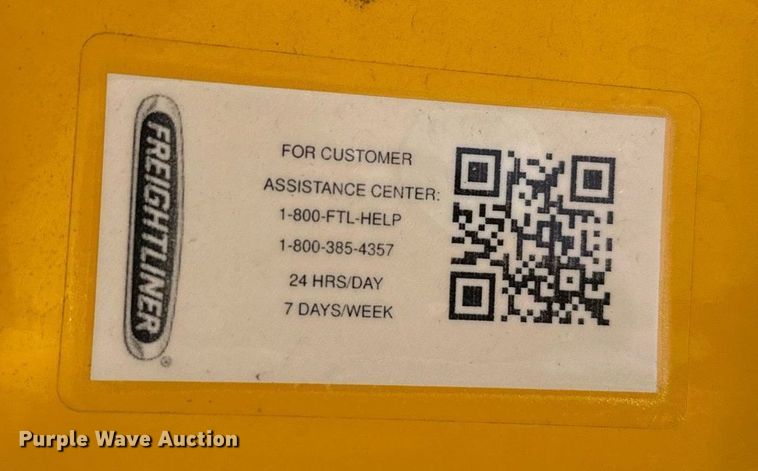 FREIGHTLINER®
FOR CUSTOMER
ASSISTANCE CENTER:
1-800-FTL-HELP
1-800-385-4357
24 HRS/DAY
7 DAYS/WEEK
Purple Wave Auction